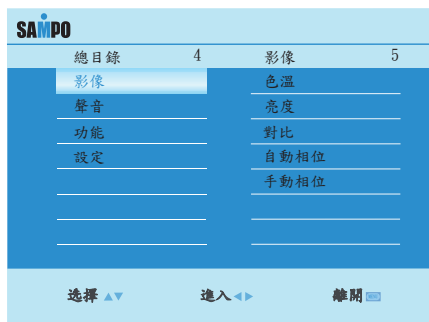 SAMPO
總目錄 4 影像 5
影像 色溫
聲音 亮度
功能 對比
設定 自動相位
手動相位
选擇 ▲▼ 進入 ◀▶ 離開